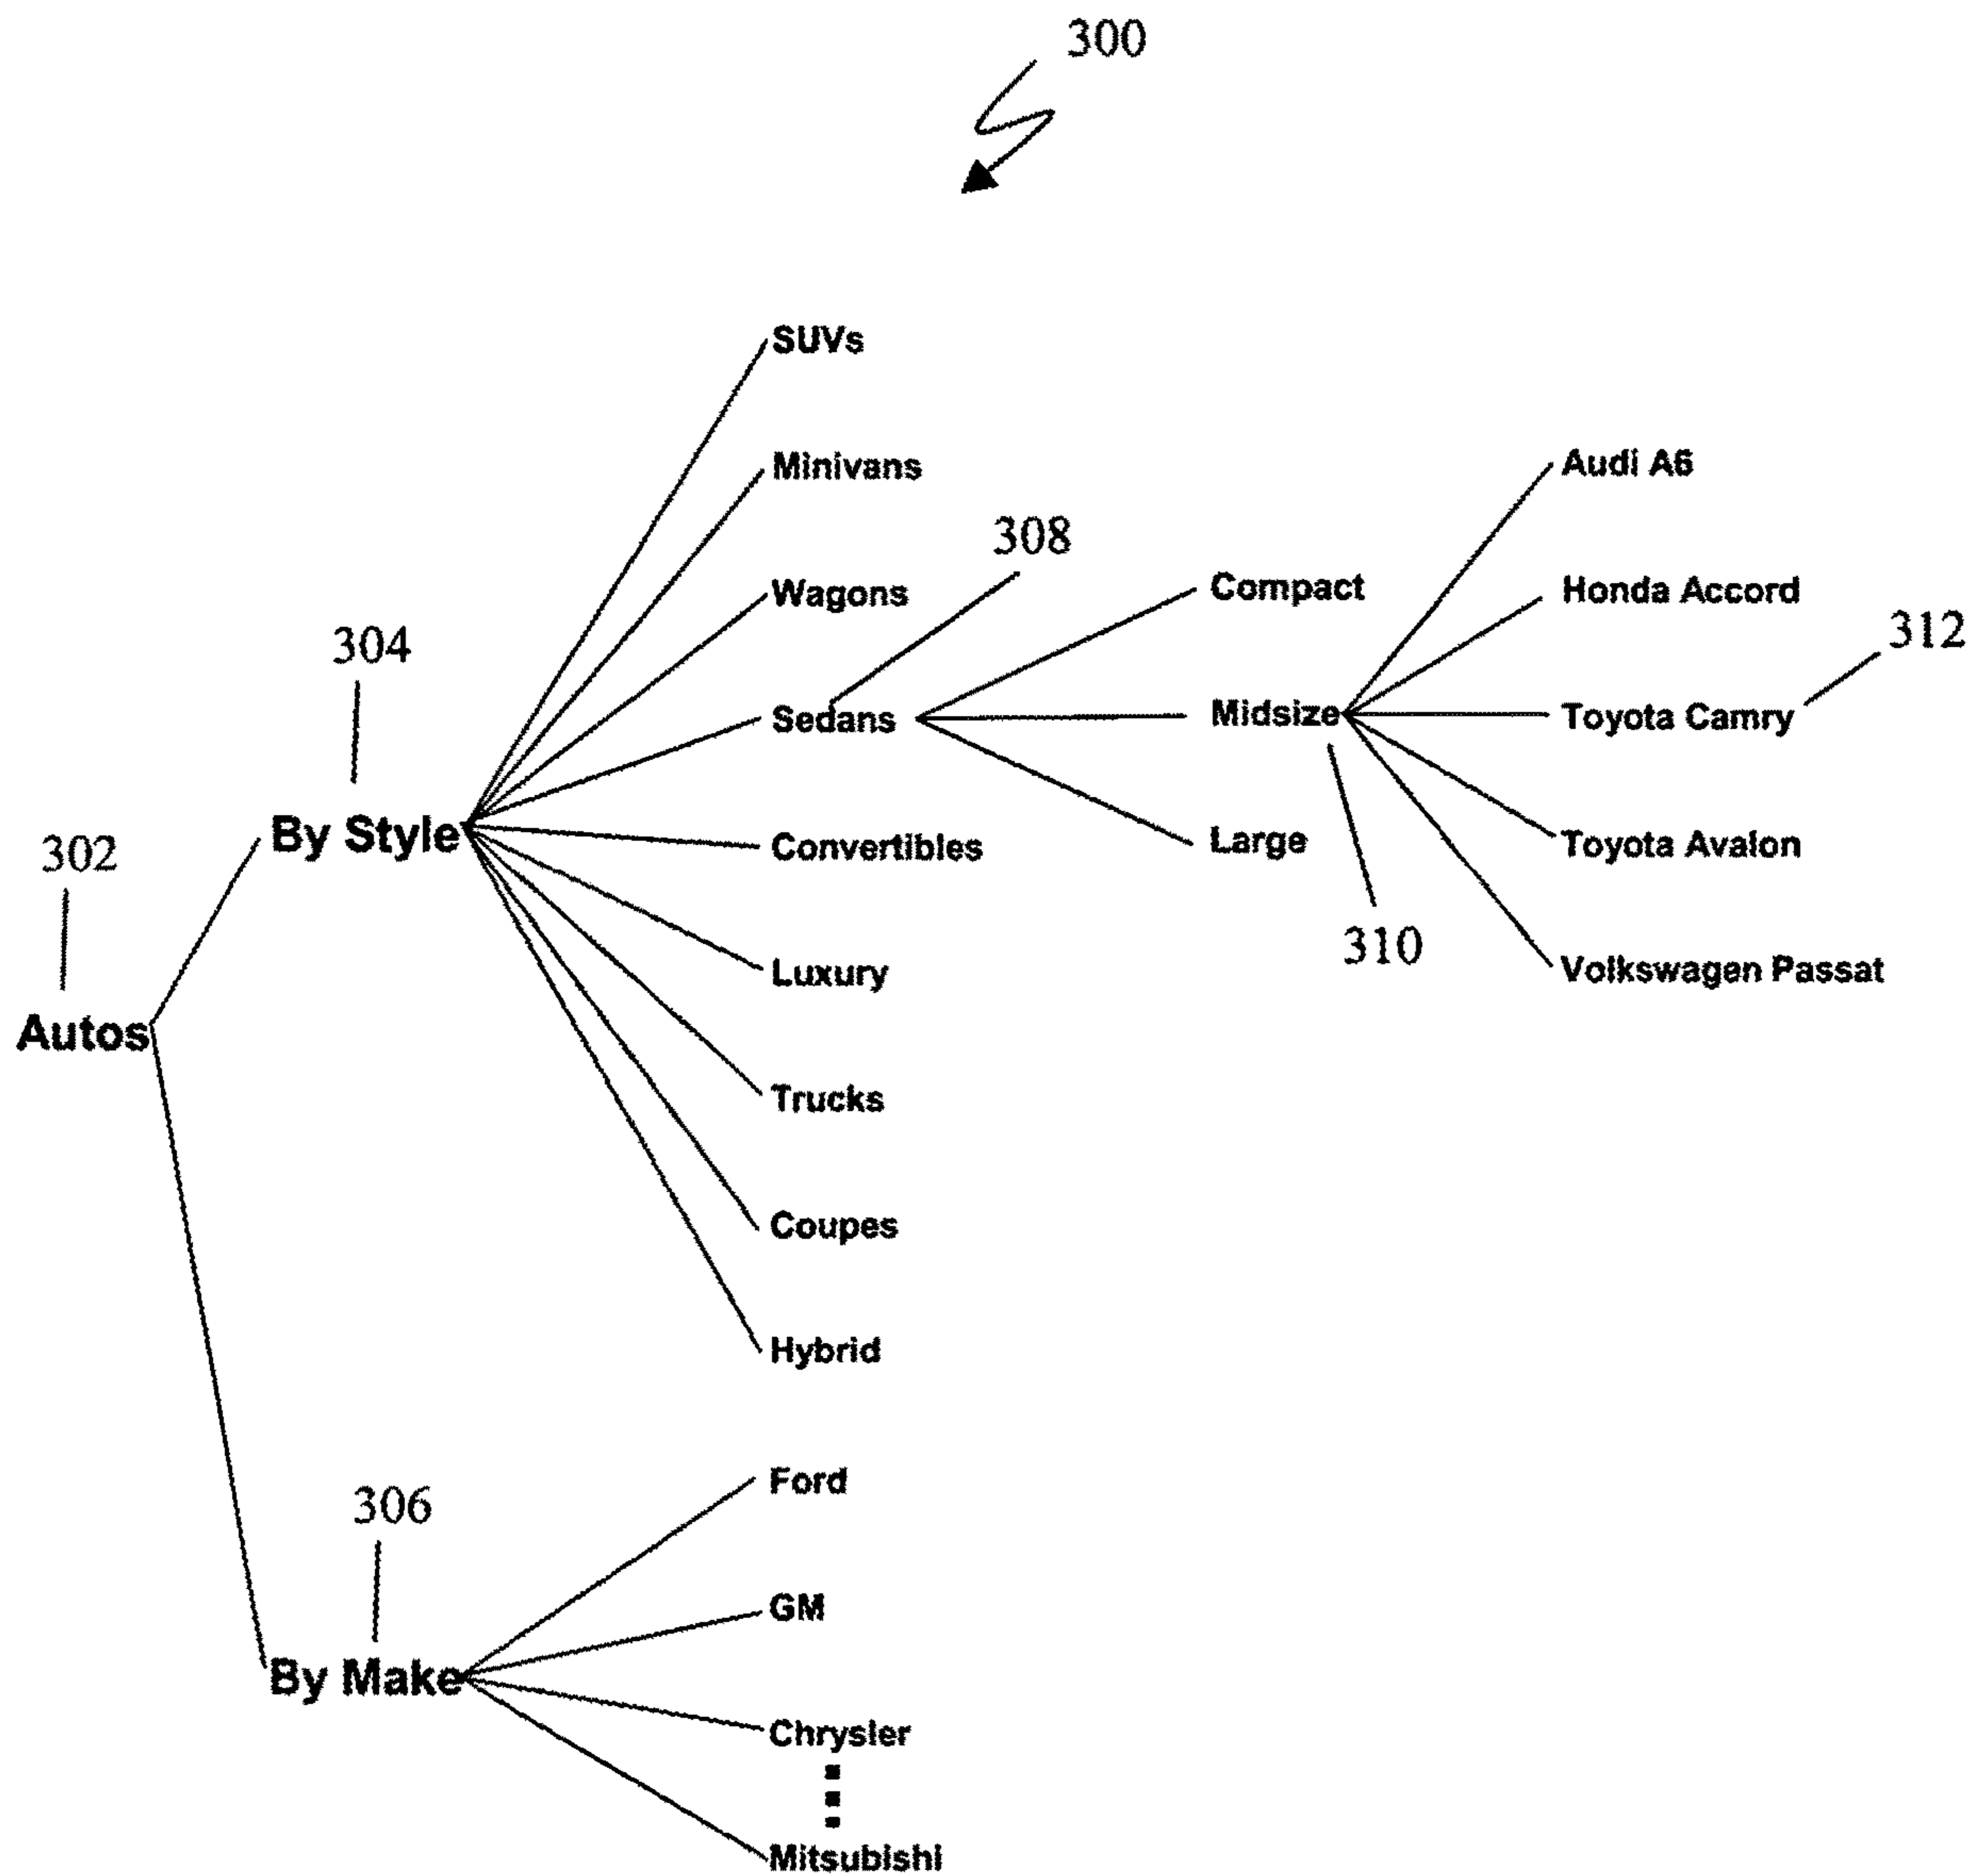 300
SUVs
Minivans
Audi A6
308
Wagons
Compact
Honda Accord
304
312
Sedans
Midsize
Toyota Camry
302
By Style
Convertibles
Large
Toyota Avalon
310
Luxury
Volkswagen Passat
Autos
Trucks
Coupes
Hybrid
Ford
306
GM
By Make
Chrysler
Mitsubishi